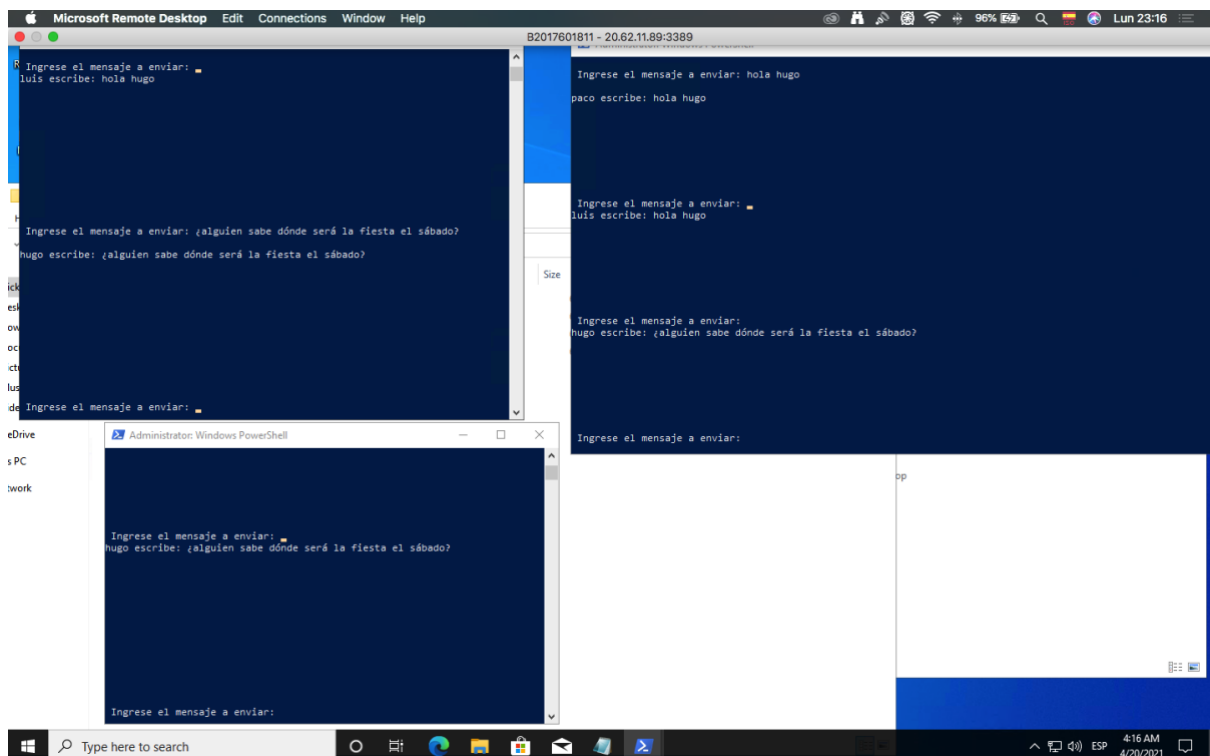 Microsoft Remote Desktop Edit Connections Window Help 96% Lun 23:16
B2017601811 - 20.62.11.89:3389
Ingrese el mensaje a enviar:
luis escribe: hola hugo
Ingrese el mensaje a enviar: ¿alguien sabe dónde será la fiesta el sábado?
hugo escribe: ¿alguien sabe dónde será la fiesta el sábado?
Ingrese el mensaje a enviar:
Ingrese el mensaje a enviar: hola hugo
paco escribe: hola hugo
Ingrese el mensaje a enviar:
luis escribe: hola hugo
Ingrese el mensaje a enviar:
hugo escribe: ¿alguien sabe dónde será la fiesta el sábado?
Ingrese el mensaje a enviar:
Size
eDrive
s PC
twork
op
Administrator: Windows PowerShell
Ingrese el mensaje a enviar:
hugo escribe: ¿alguien sabe dónde será la fiesta el sábado?
Ingrese el mensaje a enviar:
Type here to search
ESP
4:16 AM
4/20/2021